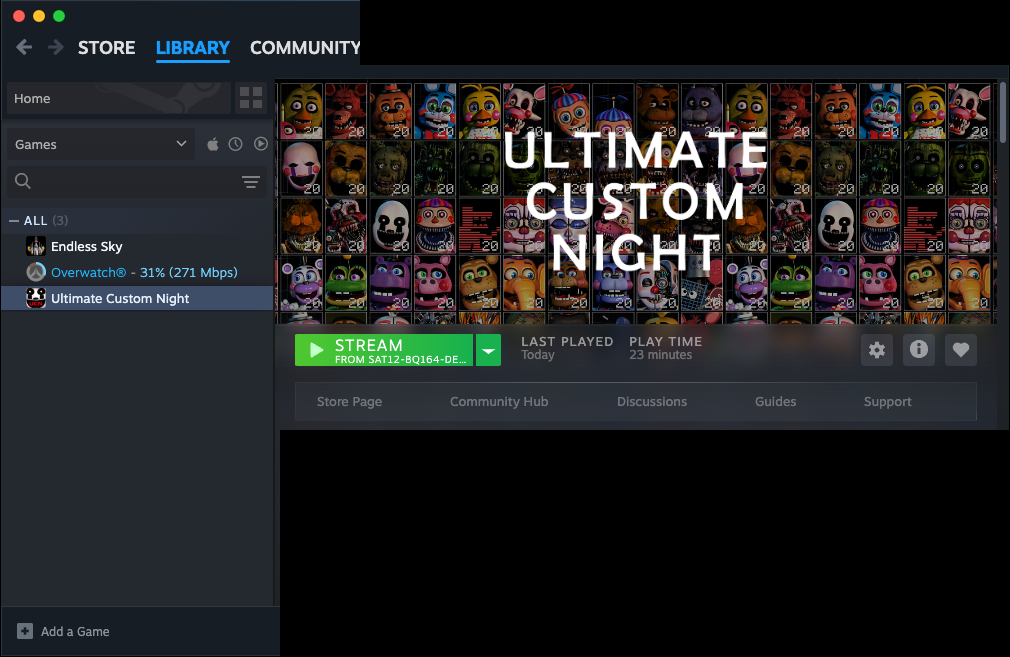 STORE LIBRARY COMMUNITY
Home
Games
ALL (3)
Endless Sky
Overwatch® - 31% (271 Mbps)
Ultimate Custom Night
Add a Game
ULTIMATE
CUSTOM
NIGHT
STREAM
FROM SAT12-BQ164-DE...
LAST PLAYED
Today
PLAY TIME
23 minutes
Store Page Community Hub Discussions Guides Support